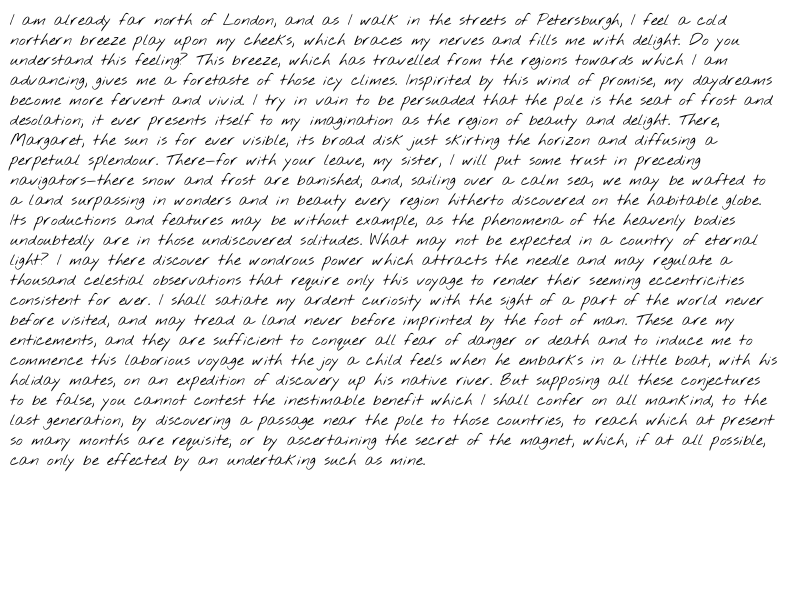 I am already far north of London, and as I walk in the streets of Petersburgh, I feel a cold
northern breeze play upon my cheeks, which braces my nerves and fills me with delight. Do you
understand this feeling? This breeze, which has travelled from the regions towards which I am
advancing, gives me a foretaste of those icy climes. Inspirited by this wind of promise, my daydreams
become more fervent and vivid. I try in vain to be persuaded that the pole is the seat of frost and
desolation; it ever presents itself to my imagination as the region of beauty and delight. There,
Margaret, the sun is for ever visible, its broad disk just skirting the horizon and diffusing a
perpetual splendour. There—for with your leave, my sister, I will put some trust in preceding
navigators—there snow and frost are banished; and, sailing over a calm sea, we may be wafted to
a land surpassing in wonders and in beauty every region hitherto discovered on the habitable globe.
Its productions and features may be without example, as the phenomena of the heavenly bodies
undoubtedly are in those undiscovered solitudes. What may not be expected in a country of eternal
light? I may there discover the wondrous power which attracts the needle and may regulate a
thousand celestial observations that require only this voyage to render their seeming eccentricities
consistent for ever. I shall satiate my ardent curiosity with the sight of a part of the world never
before visited, and may tread a land never before imprinted by the foot of man. These are my
enticements, and they are sufficient to conquer all fear of danger or death and to induce me to
commence this laborious voyage with the joy a child feels when he embarks in a little boat, with his
holiday mates, on an expedition of discovery up his native river. But supposing all these conjectures
to be false, you cannot contest the inestimable benefit which I shall confer on all mankind, to the
last generation, by discovering a passage near the pole to those countries, to reach which at present
so many months are requisite; or by ascertaining the secret of the magnet, which, if at all possible,
can only be effected by an undertaking such as mine.